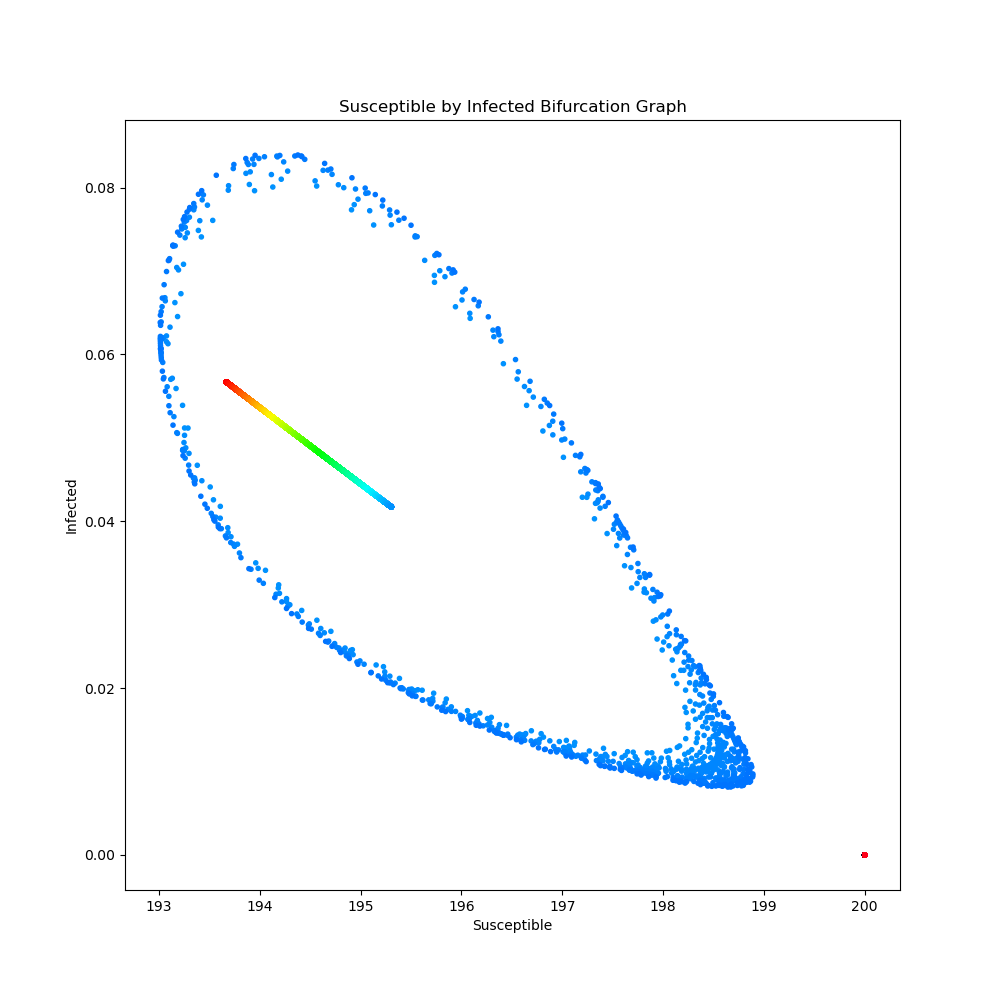 Susceptible by Infected Bifurcation Graph
Infected
0.08
0.06
0.04
0.02
0.00
193 194 195 196 197 198 199 200
Susceptible